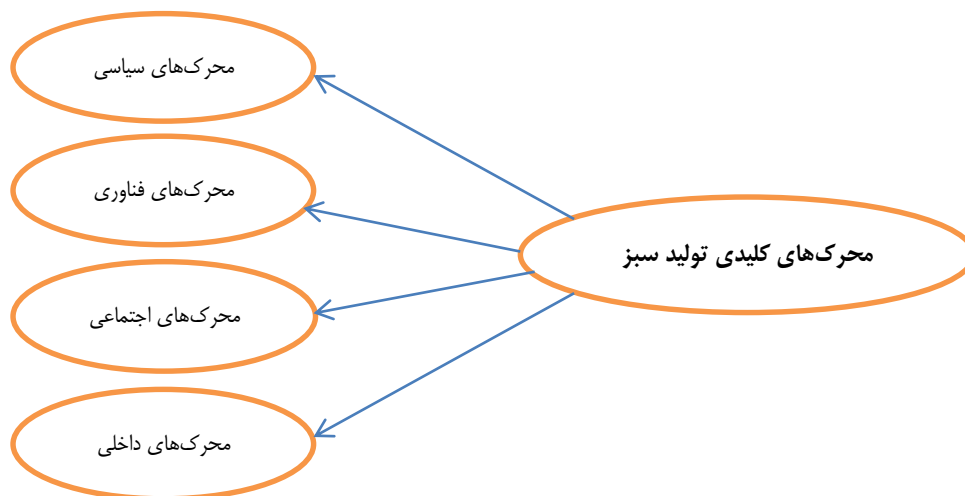 محرک‌های کلیدی تولید سبز
محرک‌های سیاسی
محرک‌های فناوری
محرک‌های اجتماعی
محرک‌های داخلی